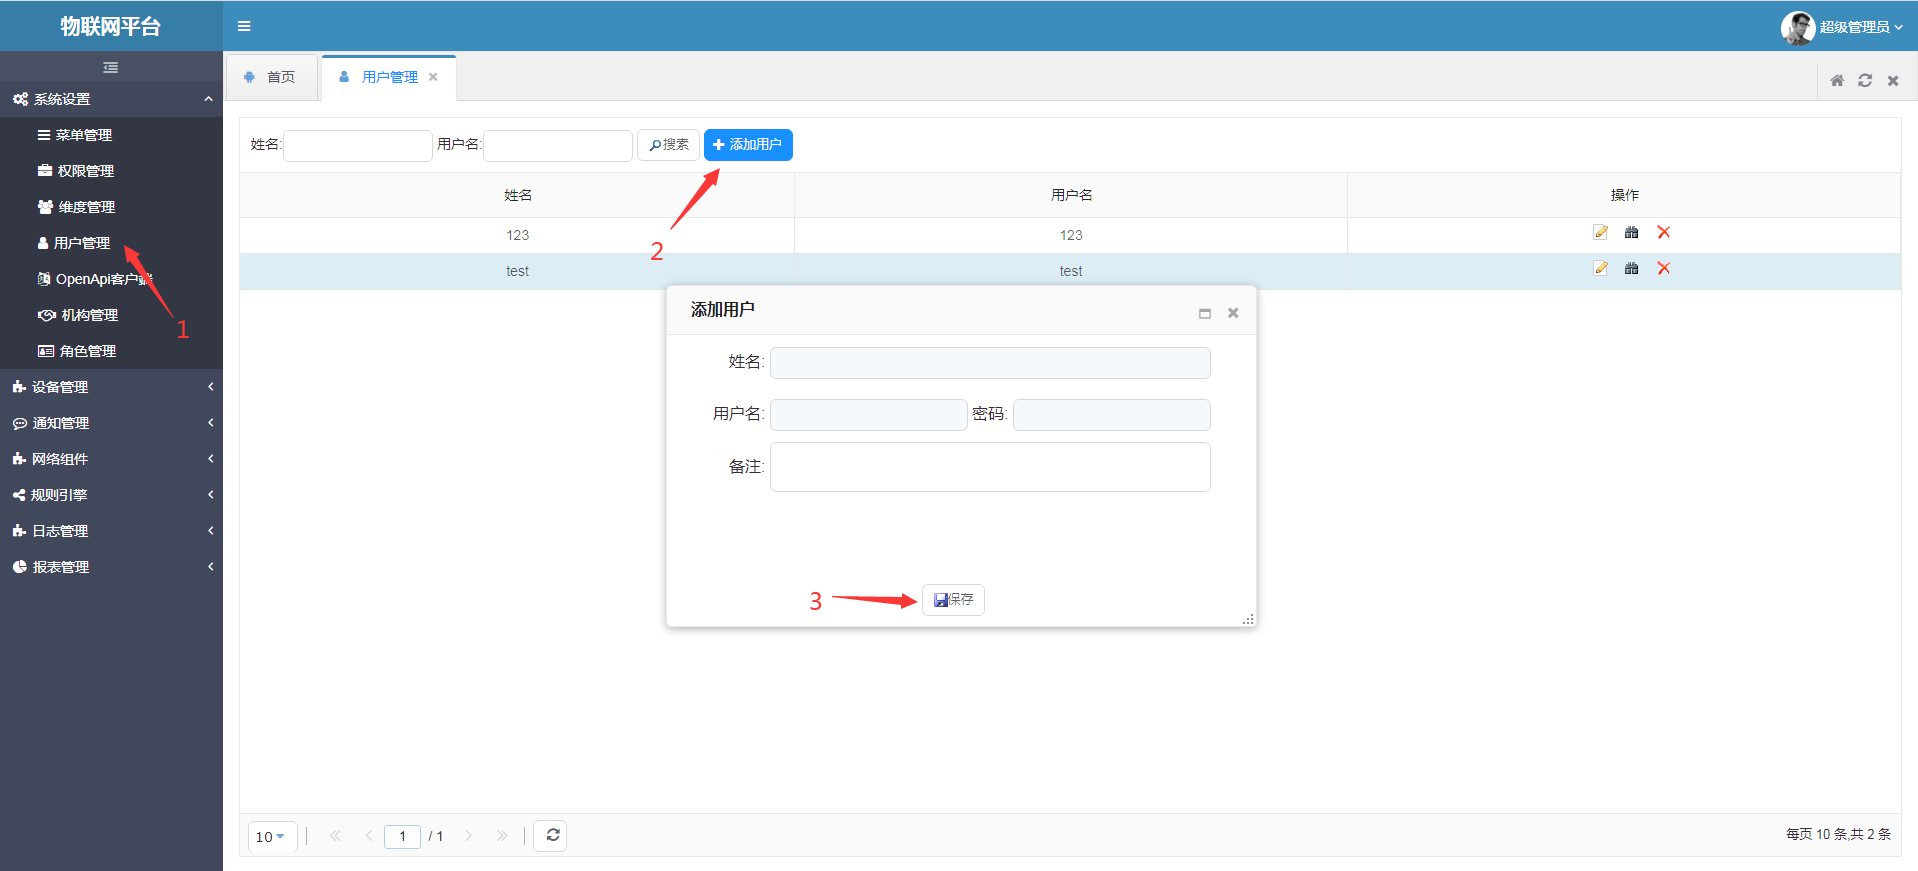 物联网平台
超级管理员
首页
用户管理
系统设置
菜单管理
权限管理
维度管理
用户管理
OpenApi客户端
机构管理
角色管理
设备管理
通知管理
网络组件
规则引擎
日志管理
报表管理
姓名:
用户名:
搜索
添加用户
姓名 用户名 操作
123 123
test test
1
2
添加用户
姓名:
用户名:
密码:
备注:
3
保存
10
1 / 1
每页 10 条,共 2 条